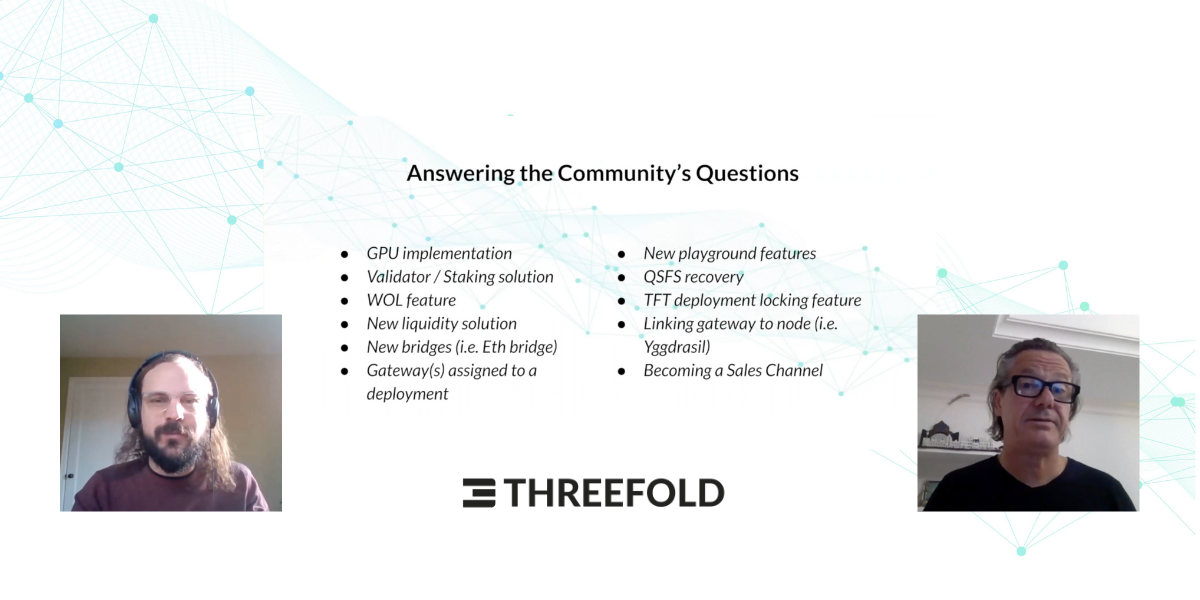 Answering the Community’s Questions
● GPU implementation
● Validator / Staking solution
● WOL feature
● New liquidity solution
● New bridges (i.e. Eth bridge)
● Gateway(s) assigned to a
deployment
● New playground features
● QSFS recovery
● TFT deployment locking feature
● Linking gateway to node (i.e.
Yggdrasil)
● Becoming a Sales Channel
THREEFOLD